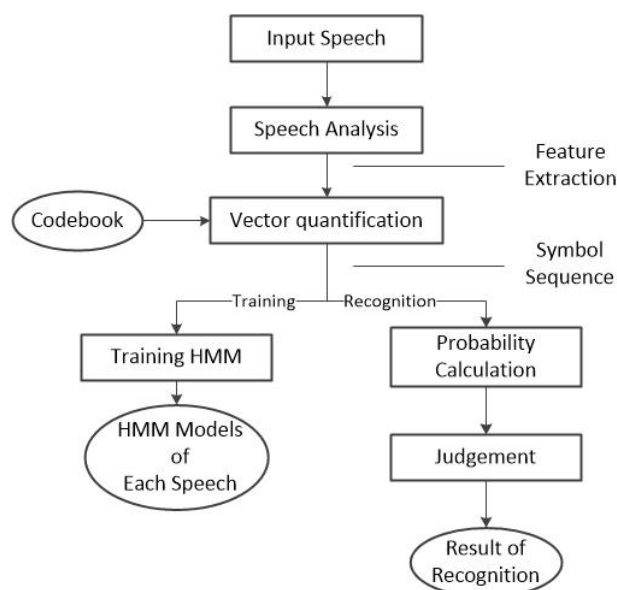 Input Speech
Speech Analysis
Feature
Extraction
Codebook
Vector quantification
Symbol
Sequence
Training
Recognition
Training HMM
Probability
Calculation
HMM Models
of
Each Speech
Judgement
Result of
Recognition